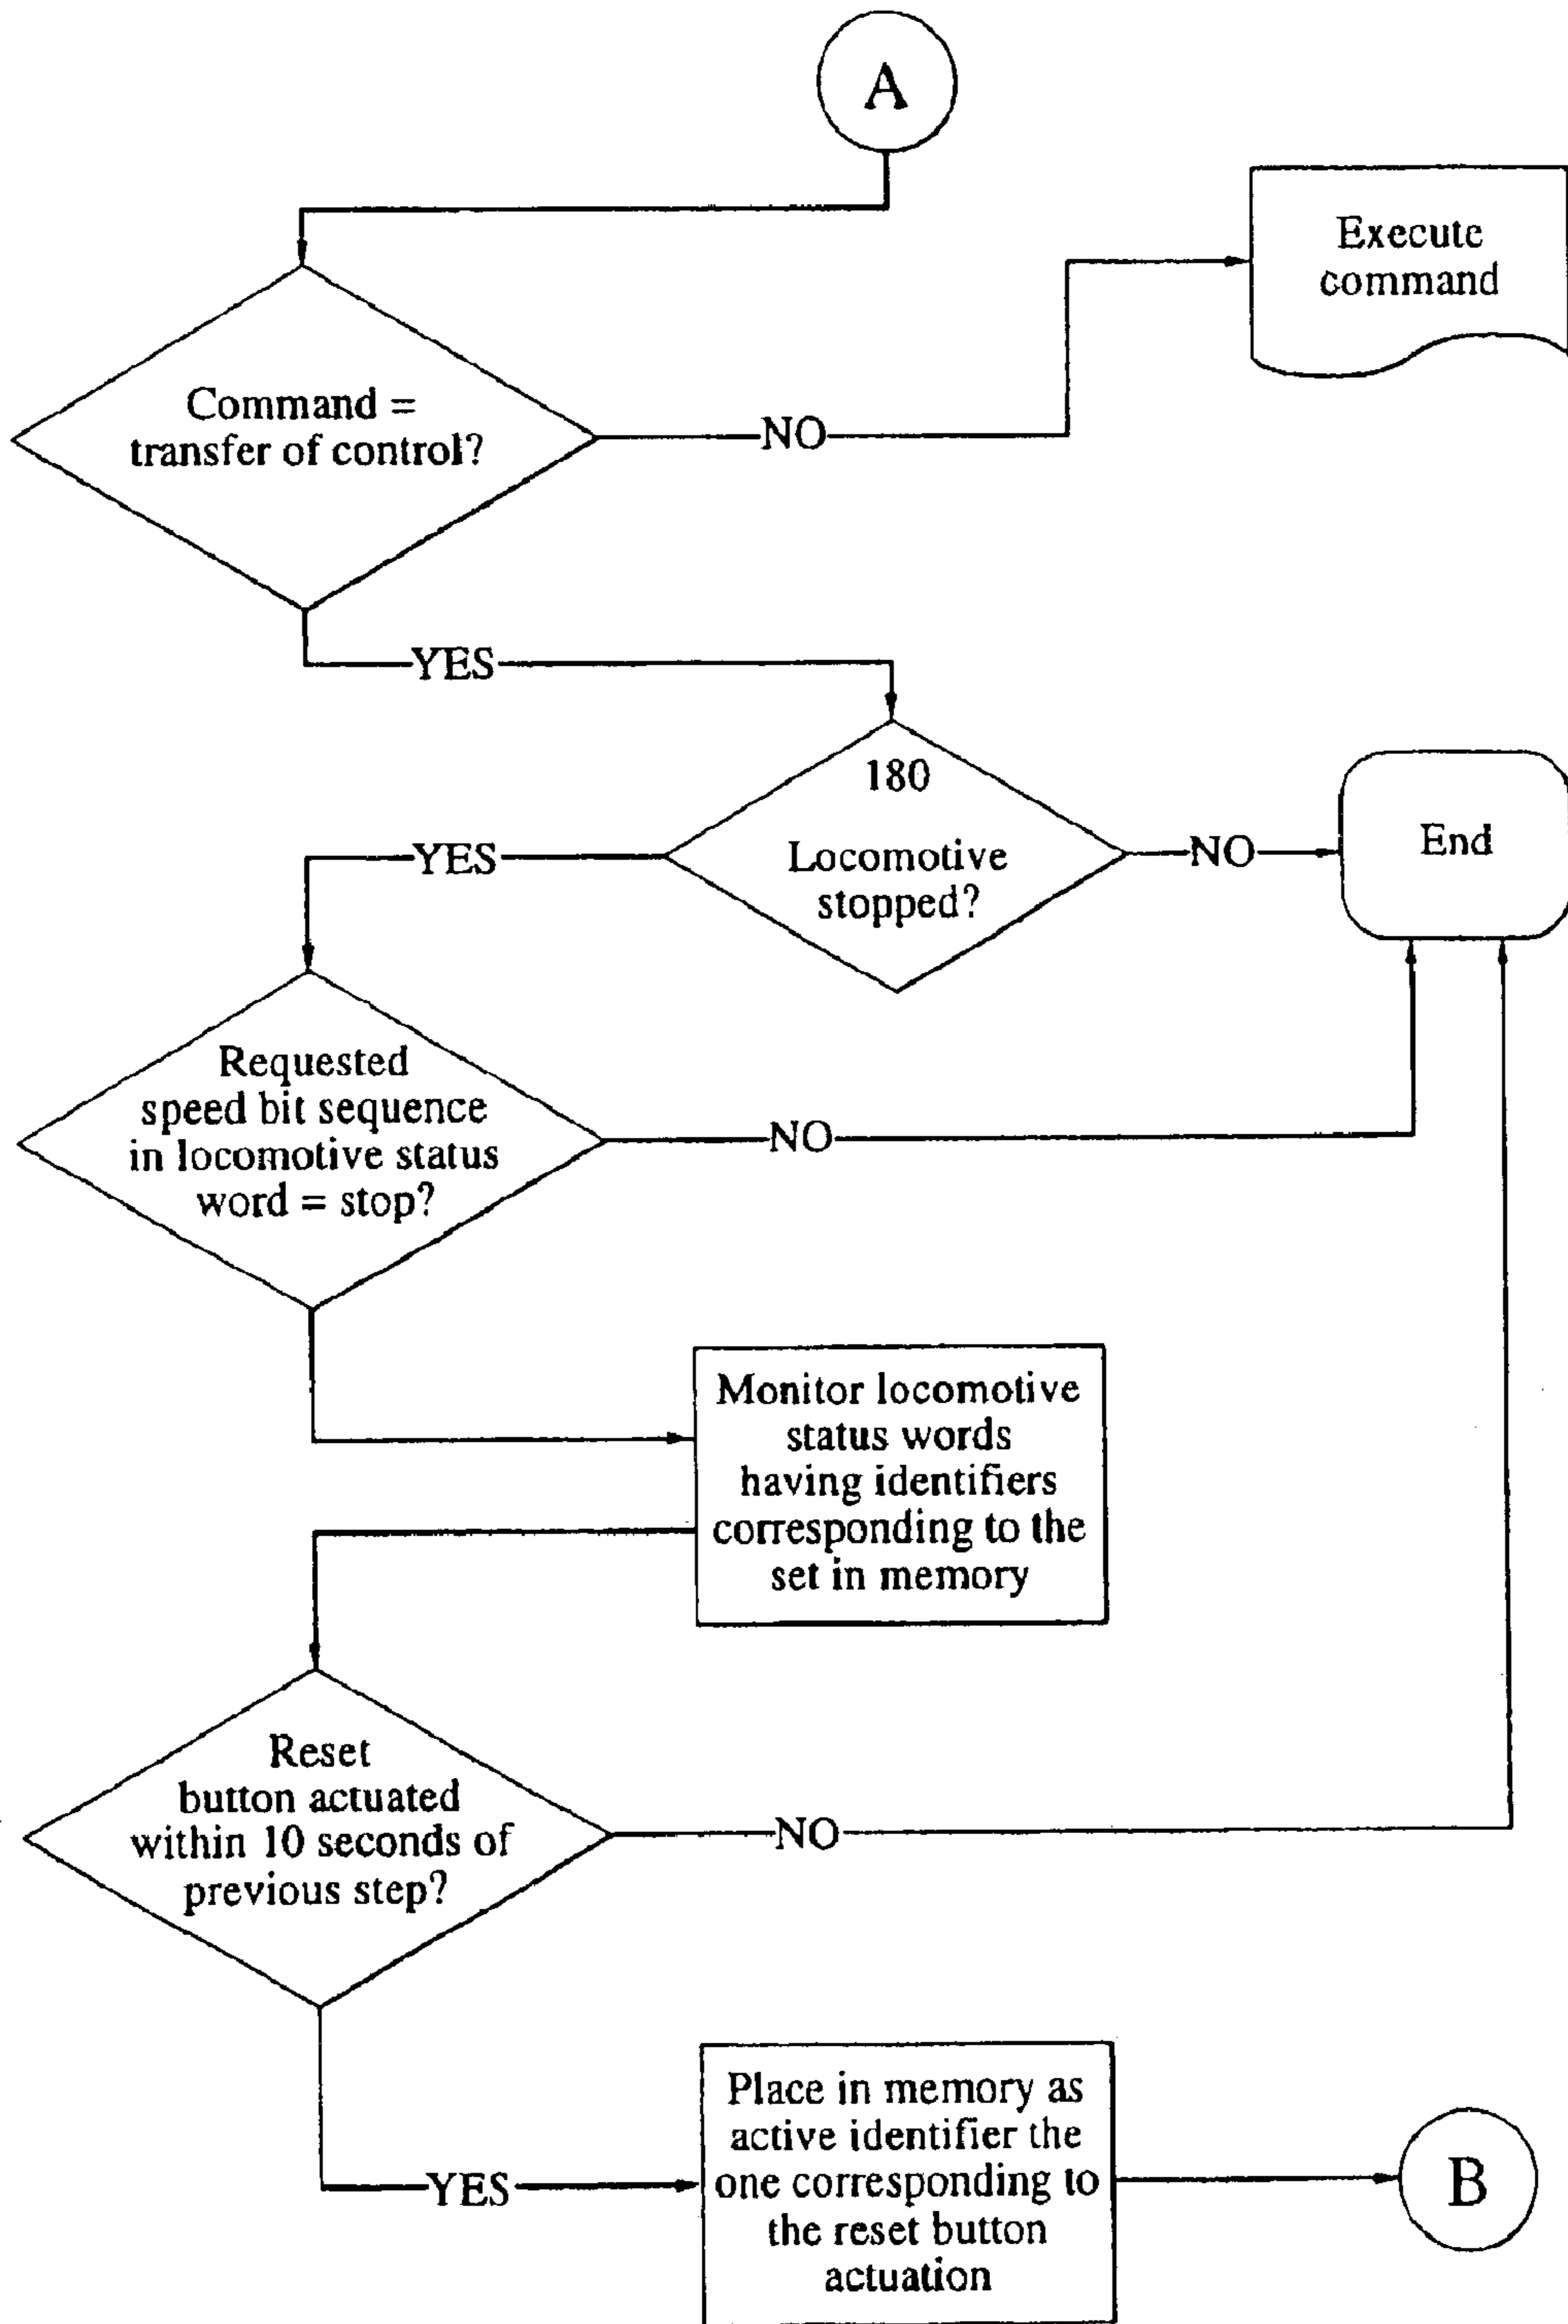 A
Execute
command
Command =
transfer of control?
NO
YES
180
Locomotive
stopped?
YES
NO
End
Requested
speed bit sequence
in locomotive status
word = stop?
NO
Monitor locomotive
status words
having identifiers
corresponding to the
set in memory
Reset
button actuated
within 10 seconds of
previous step?
NO
YES
Place in memory as
active identifier the
one corresponding to
the reset button
actuation
B